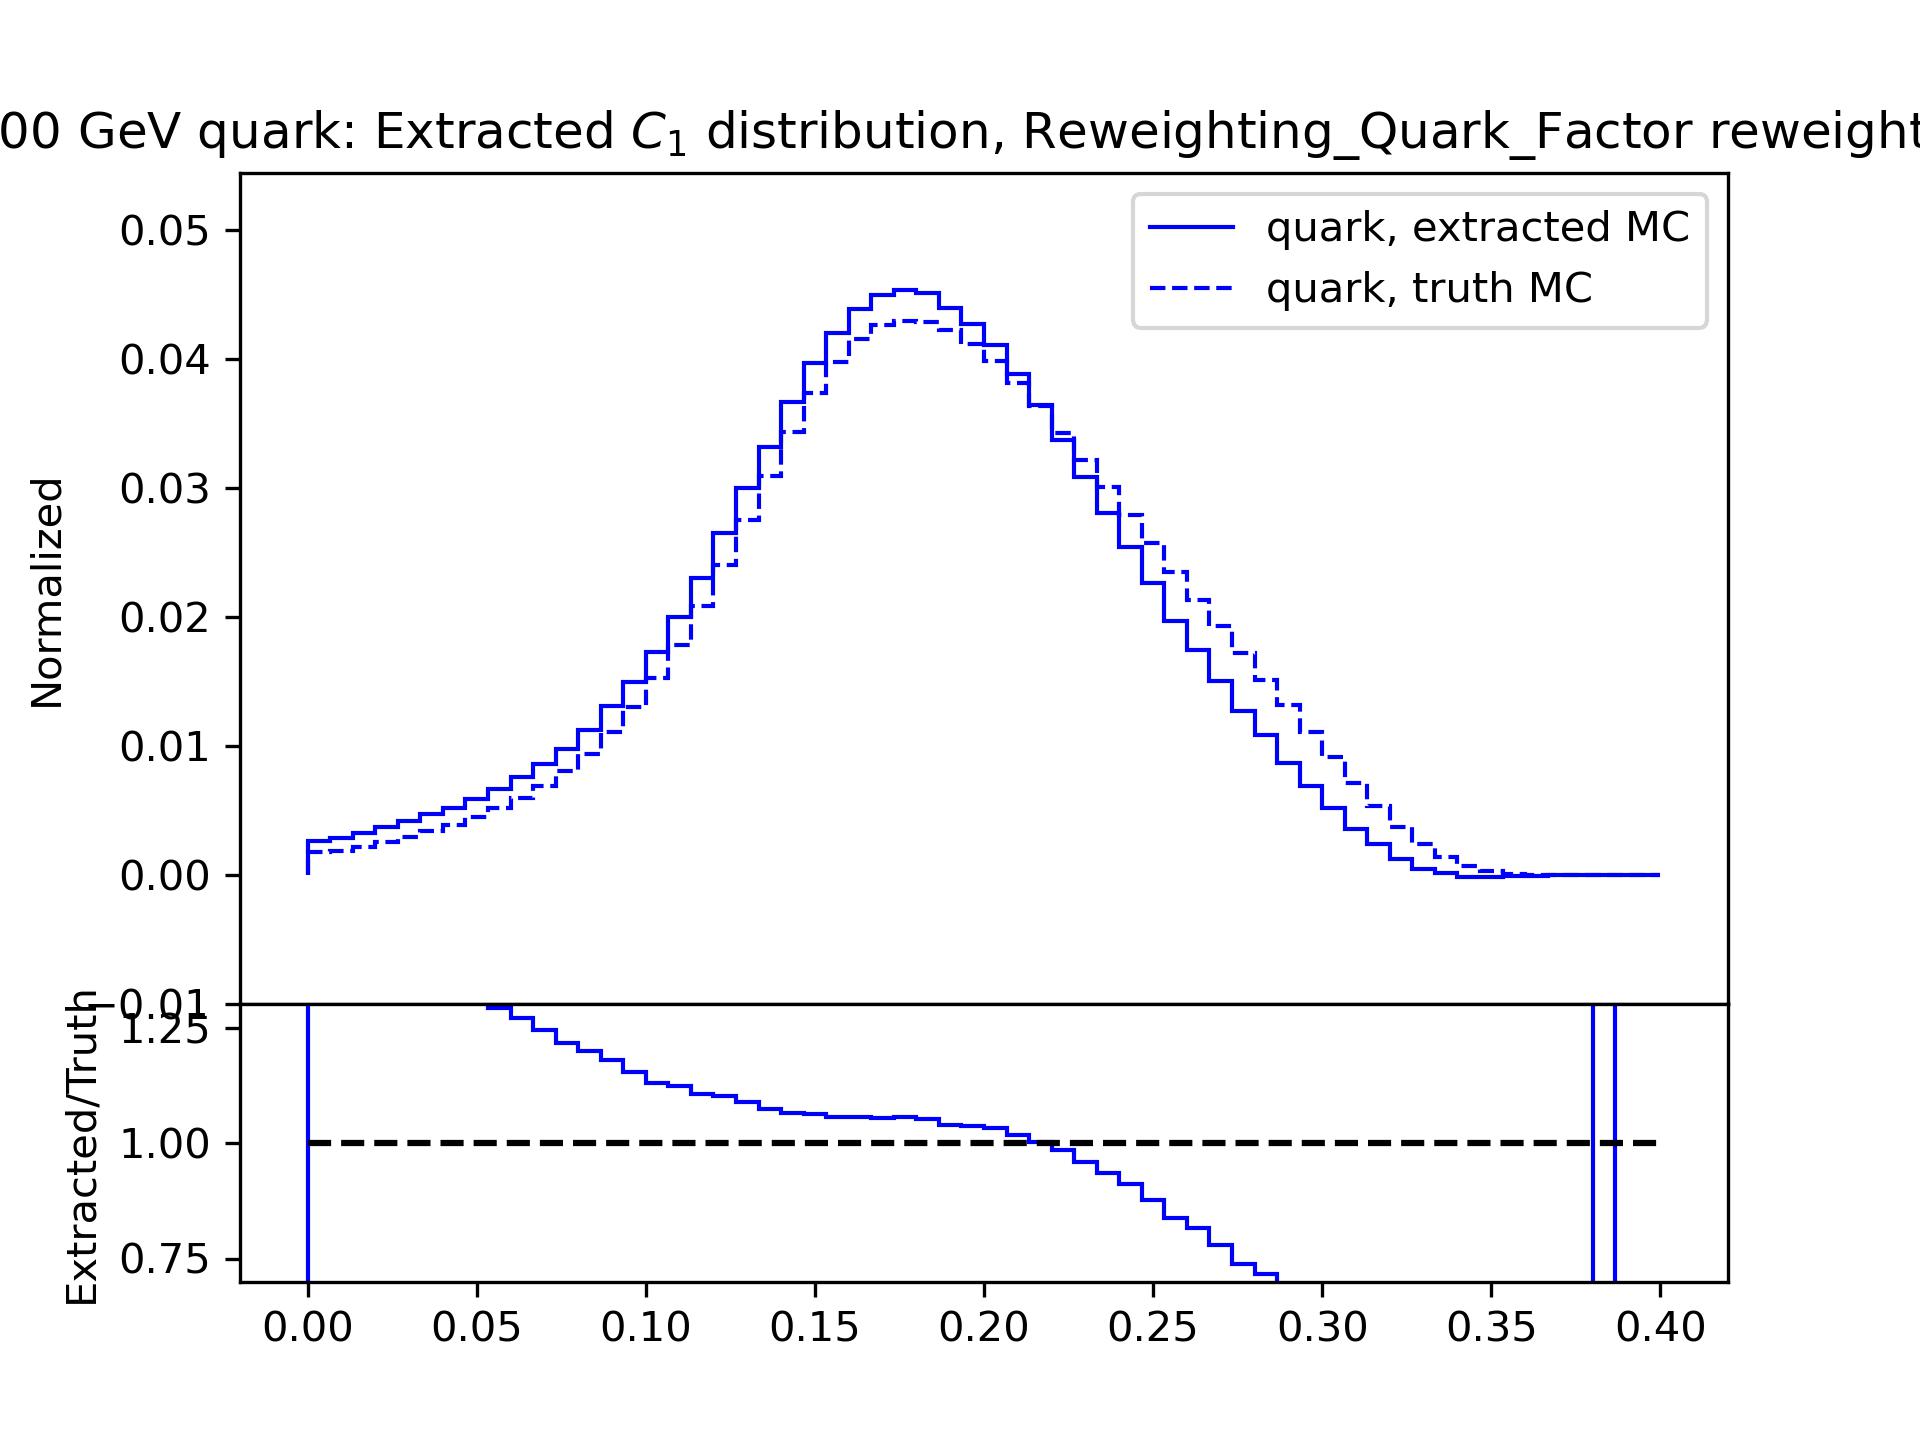 00 GeV quark: Extracted C₁ distribution, Reweighting_Quark_Factor reweight
quark, extracted MC
quark, truth MC
Normalized
0.05
0.04
0.03
0.02
0.01
0.00
−0.01
Extracted/Truth
1.25
1.00
0.75
0.00 0.05 0.10 0.15 0.20 0.25 0.30 0.35 0.40